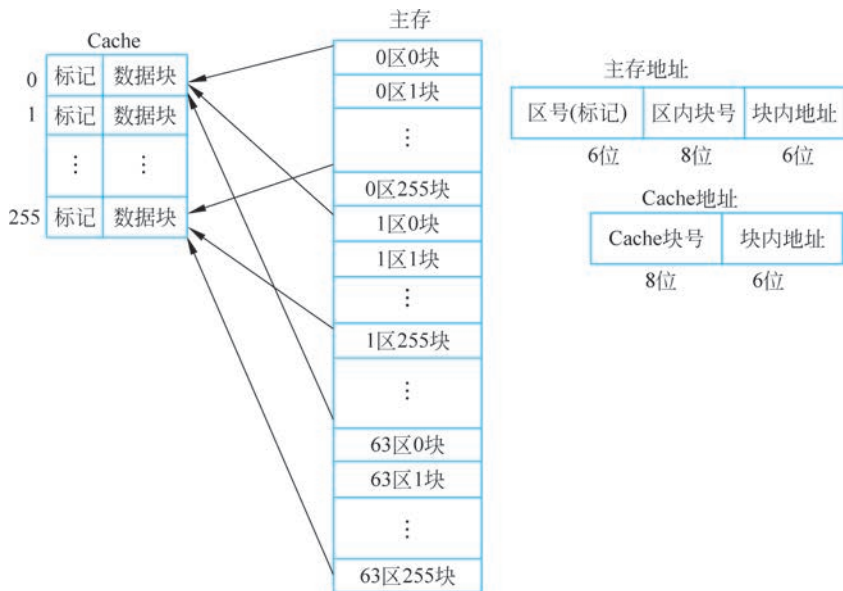 Cache
0 标记 数据块
1 标记 数据块
⋮ ⋮
255 标记 数据块
主存
0区0块
0区1块
⋮
0区255块
1区0块
1区1块
⋮
1区255块
⋮
63区0块
63区1块
⋮
63区255块
主存地址
区号(标记) 区内块号 块内地址
6位 8位 6位
Cache地址
Cache块号 块内地址
8位 6位